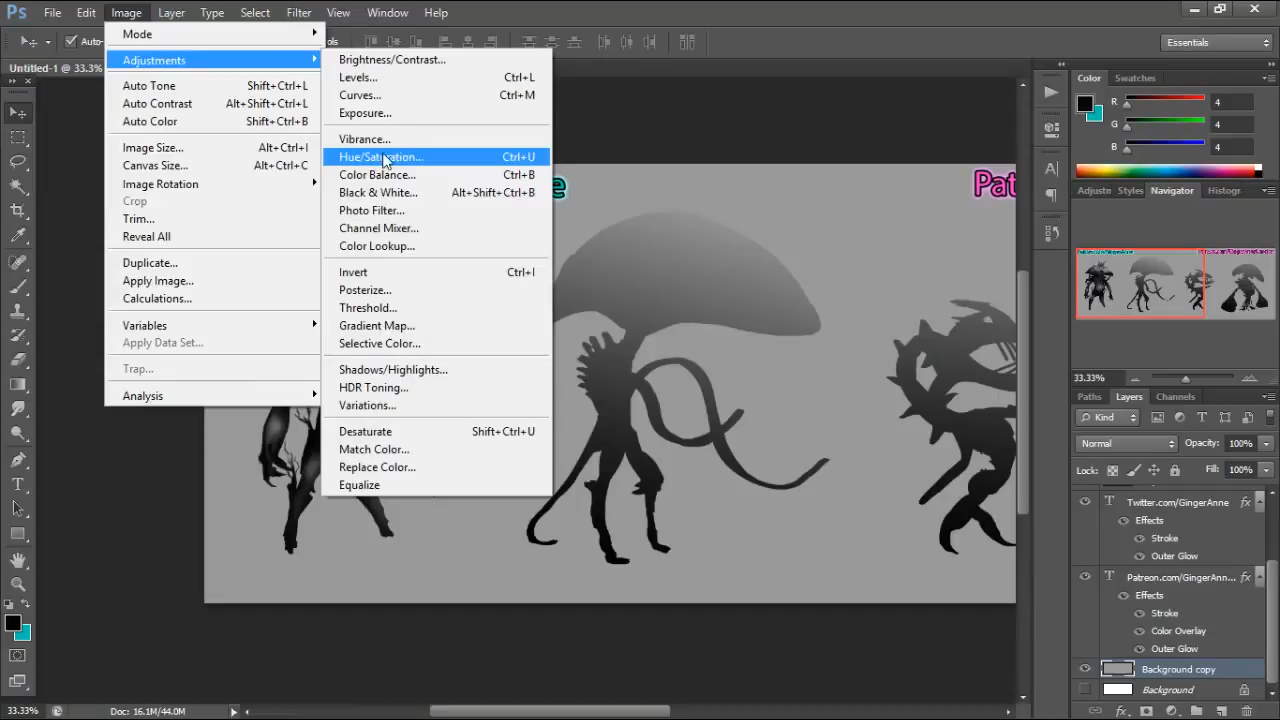 Ps File Edit Image Layer Type Select Filter View Window Help
Auto- ols Essentials
Untitled-1 @ 33.3%
Mode
Adjustments
Auto Tone Shift+Ctrl+L
Auto Contrast Alt+Shift+Ctrl+L
Auto Color Shift+Ctrl+B
Image Size... Alt+Ctrl+I
Canvas Size... Alt+Ctrl+C
Image Rotation
Crop
Trim...
Reveal All
Duplicate...
Apply Image...
Calculations...
Variables
Apply Data Set...
Trap...
Analysis
Brightness/Contrast...
Levels... Ctrl+L
Curves... Ctrl+M
Exposure...
Vibrance...
Hue/Saturation... Ctrl+U
Color Balance... Ctrl+B
Black & White... Alt+Shift+Ctrl+B
Photo Filter...
Channel Mixer...
Color Lookup...
Invert Ctrl+I
Posterize...
Threshold...
Gradient Map...
Selective Color...
Shadows/Highlights...
HDR Toning...
Variations...
Desaturate Shift+Ctrl+U
Match Color...
Replace Color...
Equalize
e
Pat
Color Swatches
R 4
G 4
B 4
Adjustm Styles Navigator Histogr
33.33%
Paths Layers Channels
Kind
Normal Opacity: 100%
Lock: Fill: 100%
T Twitter.com/GingerAnne fx
Effects
Stroke
Outer Glow
T Patreon.com/GingerAnn... fx
Effects
Stroke
Color Overlay
Outer Glow
Background copy
Background
33.33% Doc: 16.1M/44.0M